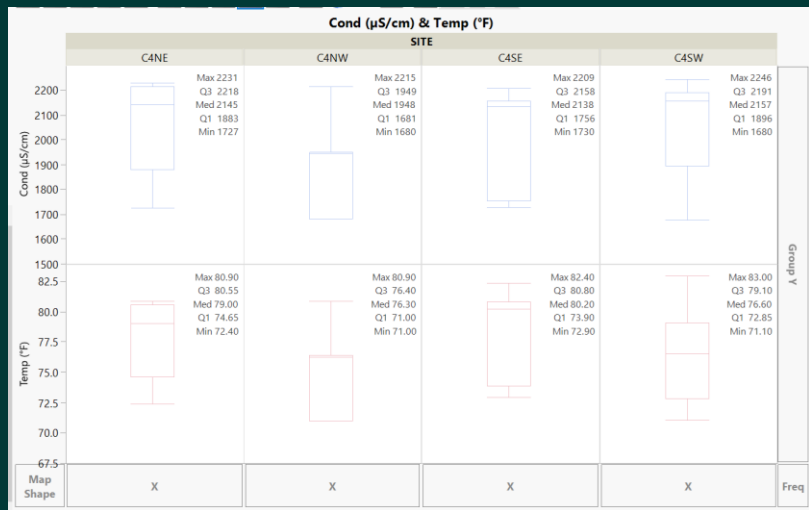 Cond (µS/cm) & Temp (°F)
SITE
C4NE C4NW C4SE C4SW
Cond (µS/cm)
2200
2100
2000
1900
1800
1700
1600
1500
Max 2231
Q3 2218
Med 2145
Q1 1883
Min 1727
Max 2215
Q3 1949
Med 1948
Q1 1681
Min 1680
Max 2209
Q3 2158
Med 2138
Q1 1756
Min 1730
Max 2246
Q3 2191
Med 2157
Q1 1896
Min 1680
Group Y
Temp (°F)
82.5
80.0
77.5
75.0
72.5
70.0
67.5
Max 80.90
Q3 80.55
Med 79.00
Q1 74.65
Min 72.40
Max 80.90
Q3 76.40
Med 76.30
Q1 71.00
Min 71.00
Max 82.40
Q3 80.80
Med 80.20
Q1 73.90
Min 72.90
Max 83.00
Q3 79.10
Med 76.60
Q1 72.85
Min 71.10
Map
Shape
X X X X
Freq